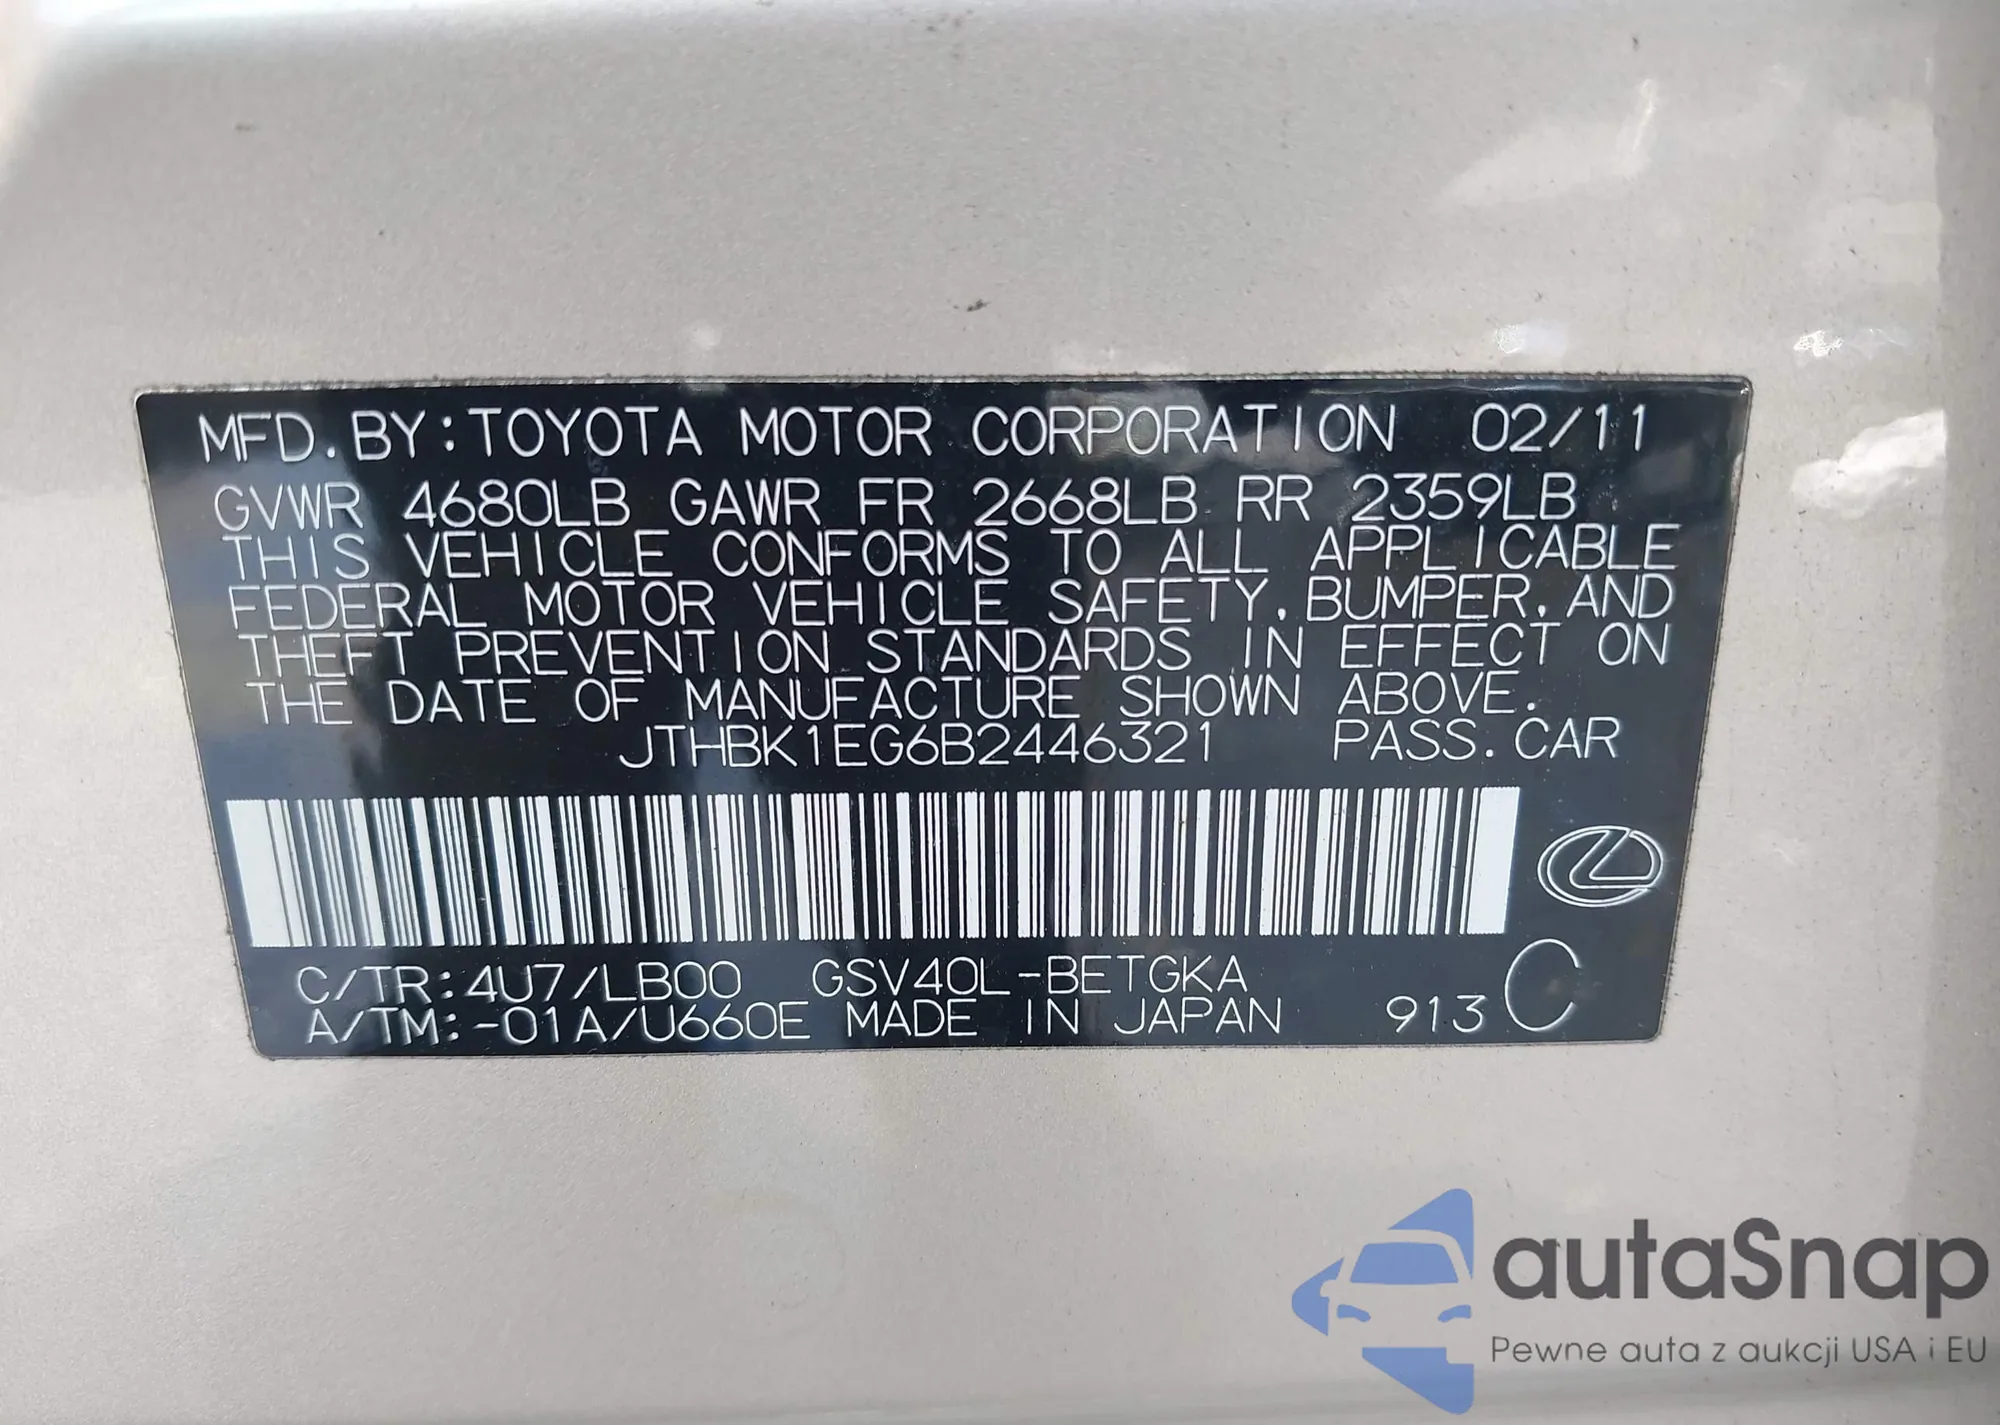 MFD. BY: TOYOTA MOTOR CORPORATION 02/11
GVWR 4680LB GAWR FR 2668LB RR 2359LB
THIS VEHICLE CONFORMS TO ALL APPLICABLE
FEDERAL MOTOR VEHICLE SAFETY, BUMPER, AND
THEFT PREVENTION STANDARDS IN EFFECT ON
THE DATE OF MANUFACTURE SHOWN ABOVE.
JTHBK1EG6B2446321 PASS. CAR
C/TR: 4U7/LB00 GSV40L-BETGKA
A/TM: -01A/U660E MADE IN JAPAN 913 C
autaSnap
Pewne auta z aukcji USA i EU